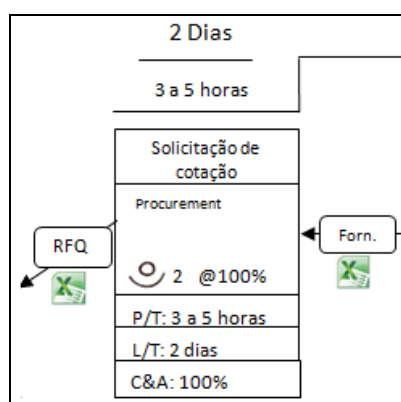 2 Dias
3 a 5 horas
Solicitação de
cotação
Procurement
RFQ
Forn.
2 @100%
P/T: 3 a 5 horas
L/T: 2 dias
C&A: 100%